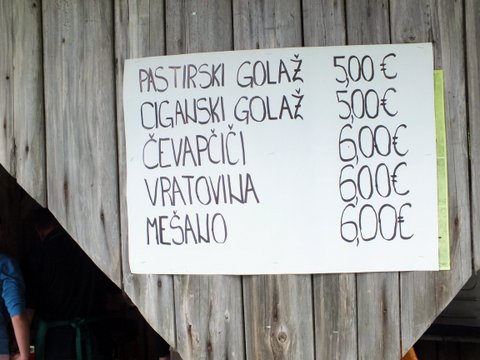 PASTIRSKI GOLAŽ 5,00 €
CIGANSKI GOLAŽ 5,00 €
ČEVAPČIČI 6,00 €
VRATOVINA 6,00 €
MEŠANO 6,00 €